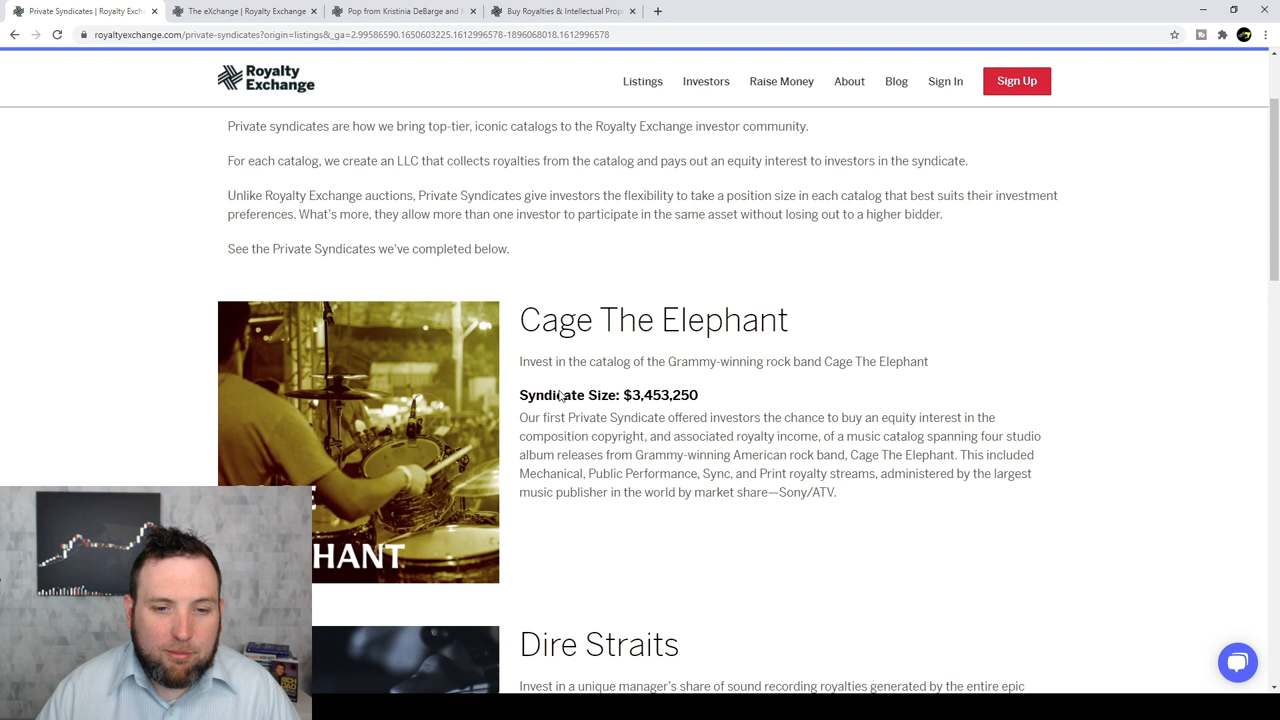 Private Syndicates | Royalty Exch
The eXchange | Royalty Exchange
Pop from Kristinia DeBarge and
Buy Royalties & Intellectual Prop
royaltyexchange.com/private-syndicates?origin=listings&_ga=2.99586590.1650603225.1612996578-1896068018.1612996578
Royalty
Exchange
Listings
Investors
Raise Money
About
Blog
Sign In
Sign Up
Private syndicates are how we bring top-tier, iconic catalogs to the Royalty Exchange investor community.
For each catalog, we create an LLC that collects royalties from the catalog and pays out an equity interest to investors in the syndicate.
Unlike Royalty Exchange auctions, Private Syndicates give investors the flexibility to take a position size in each catalog that best suits their investment
preferences. What's more, they allow more than one investor to participate in the same asset without losing out to a higher bidder.
See the Private Syndicates we've completed below.
Cage The Elephant
Invest in the catalog of the Grammy-winning rock band Cage The Elephant
Syndicate Size: $3,453,250
Our first Private Syndicate offered investors the chance to buy an equity interest in the
composition copyright, and associated royalty income, of a music catalog spanning four studio
album releases from Grammy-winning American rock band, Cage The Elephant. This included
Mechanical, Public Performance, Sync, and Print royalty streams, administered by the largest
music publisher in the world by market share—Sony/ATV.
HANT
Dire Straits
Invest in a unique manager's share of sound recording royalties generated by the entire epic
RICH
DAD